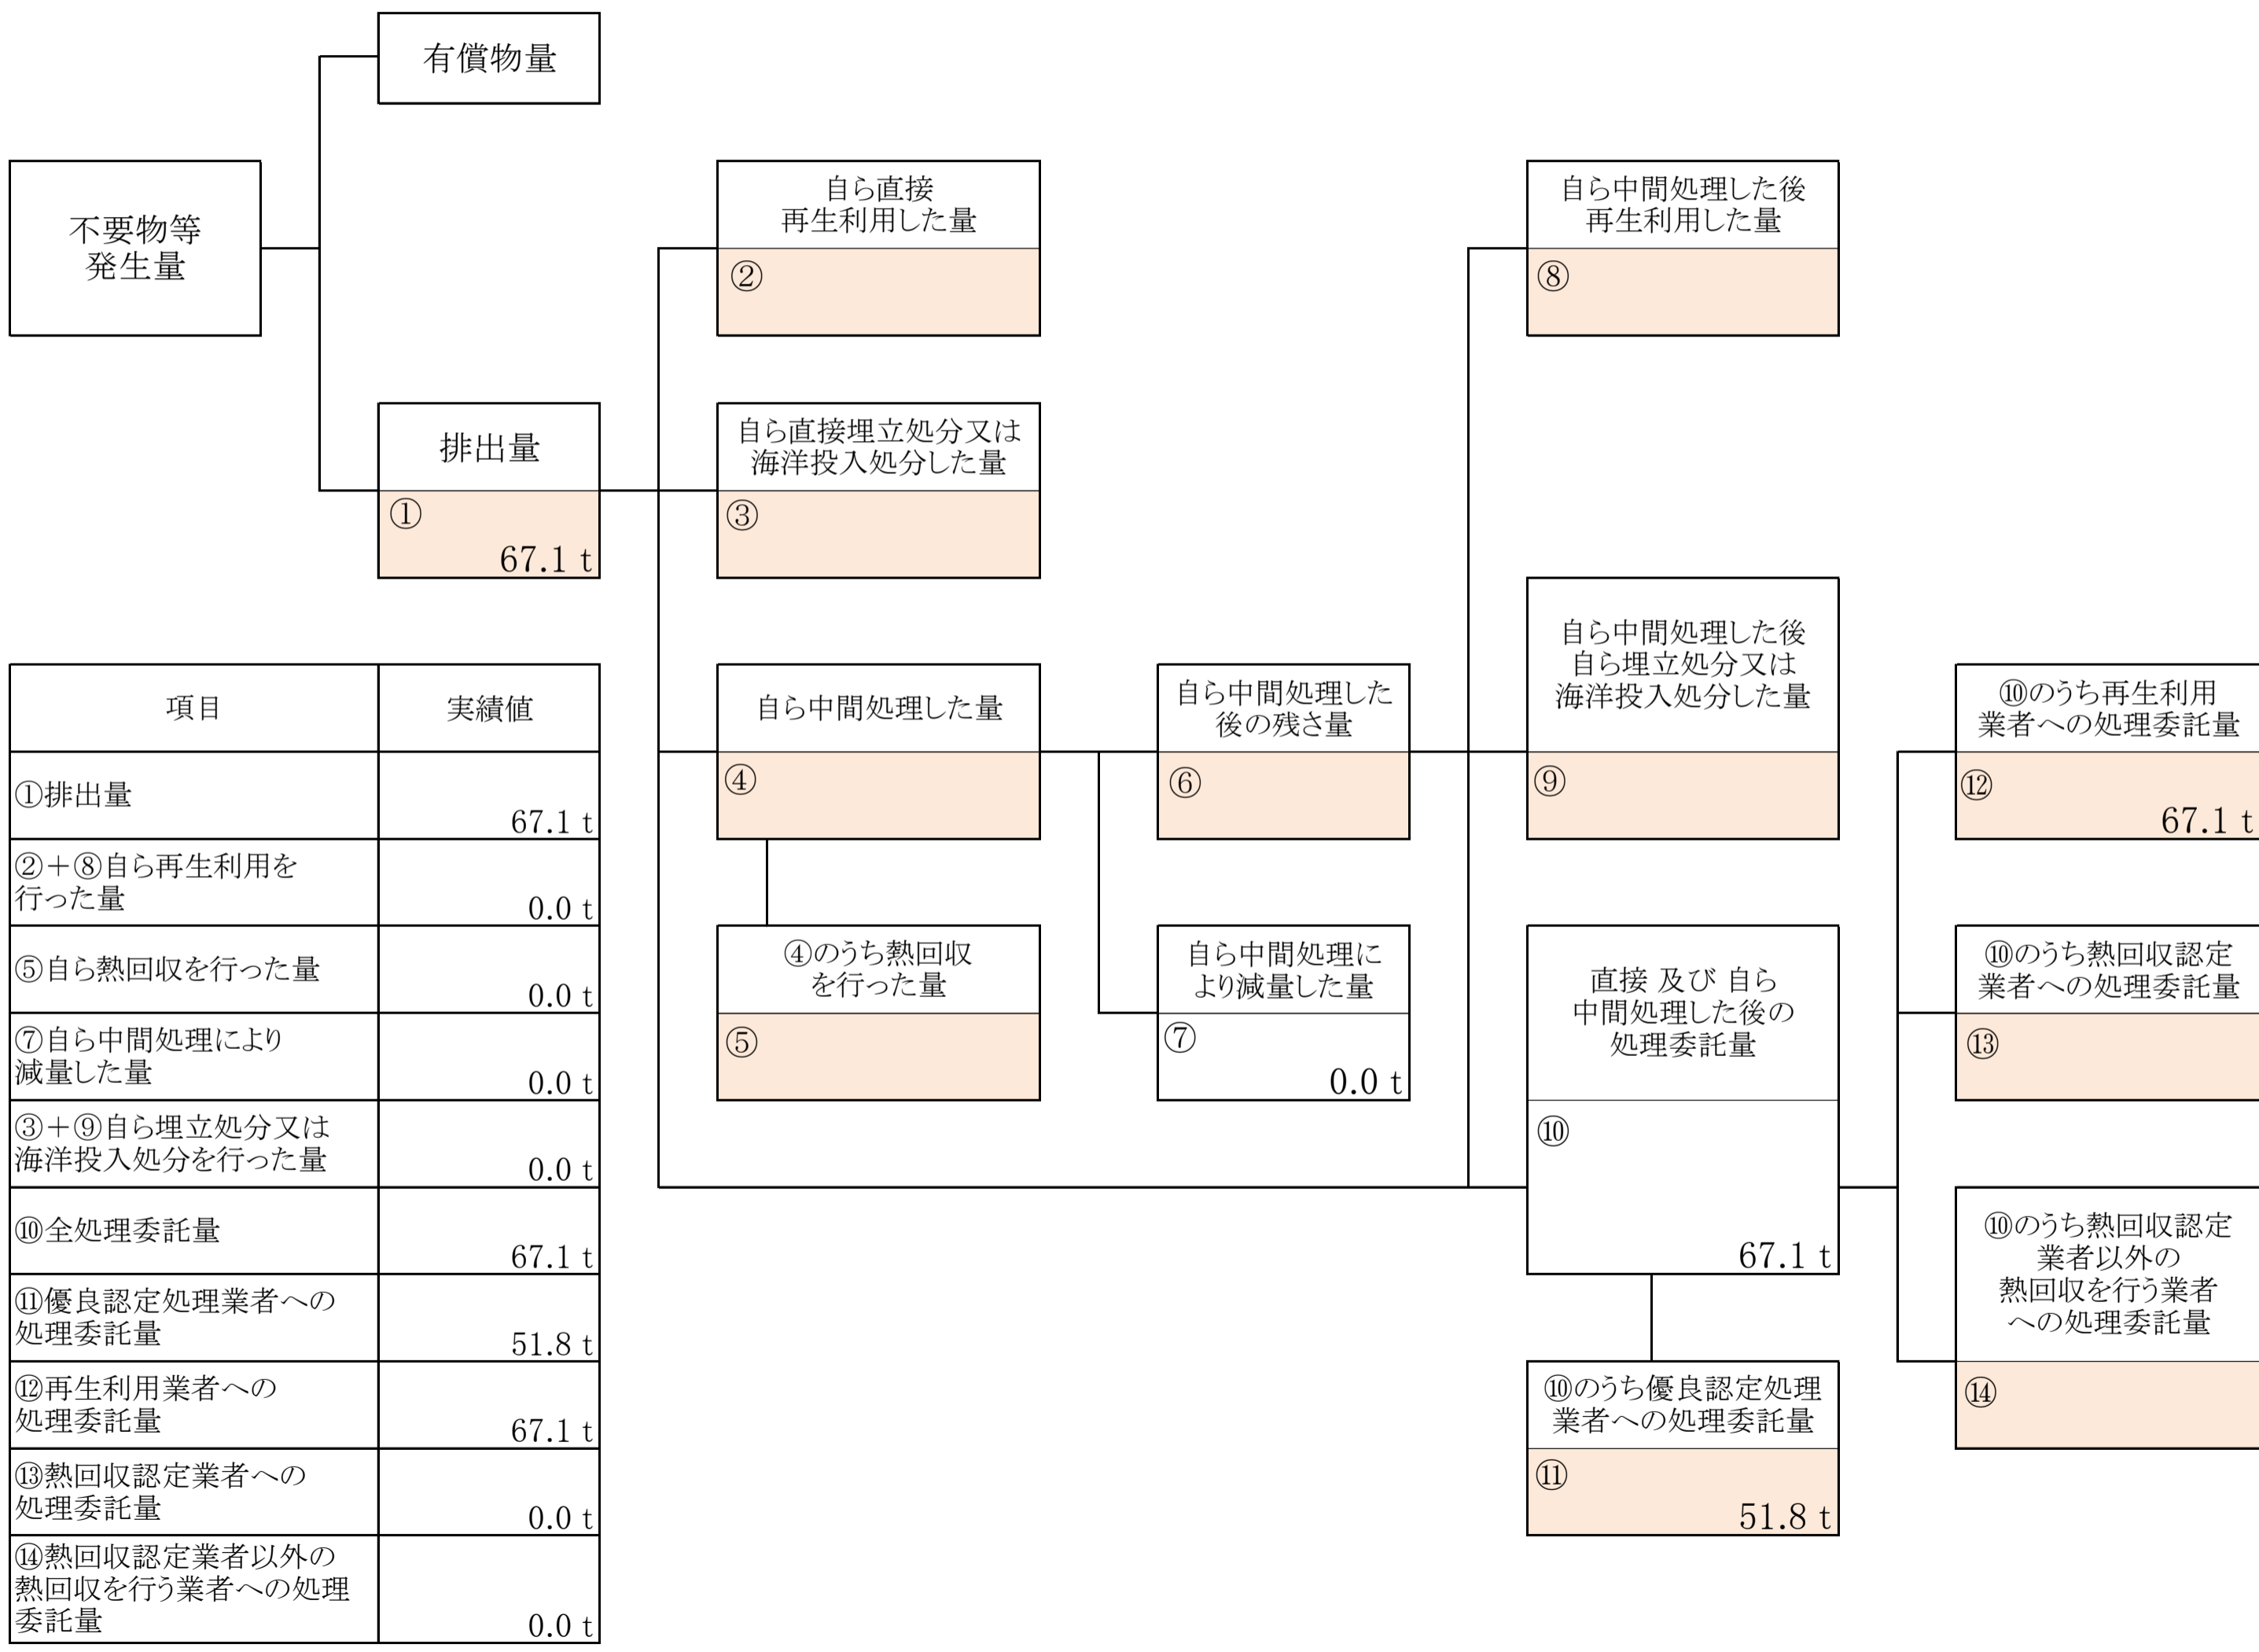 有償物量
不要物等
発生量
自ら直接
再生利用した量
②
自ら中間処理した後
再生利用した量
⑧
排出量
①
67.1 t
自ら直接埋立処分又は
海洋投入処分した量
③
自ら中間処理した量
④
自ら中間処理した
後の残さ量
⑥
自ら中間処理した後
自ら埋立処分又は
海洋投入処分した量
⑨
⑩のうち再生利用
業者への処理委託量
⑫
67.1 t
④のうち熱回収
を行った量
⑤
自ら中間処理に
より減量した量
⑦
0.0 t
直接 及び 自ら
中間処理した後の
処理委託量
⑩
67.1 t
⑩のうち熱回収認定
業者への処理委託量
⑬
⑩のうち熱回収認定
業者以外の
熱回収を行う業者
への処理委託量
⑭
⑩のうち優良認定処理
業者への処理委託量
⑪
51.8 t
項目
実績値
①排出量
67.1 t
②+⑧自ら再生利用を
行った量
0.0 t
⑤自ら熱回収を行った量
0.0 t
⑦自ら中間処理により
減量した量
0.0 t
③+⑨自ら埋立処分又は
海洋投入処分を行った量
0.0 t
⑩全処理委託量
67.1 t
⑪優良認定処理業者への
処理委託量
51.8 t
⑫再生利用業者への
処理委託量
67.1 t
⑬熱回収認定業者への
処理委託量
0.0 t
⑭熱回収認定業者以外の
熱回収を行う業者への処理
委託量
0.0 t